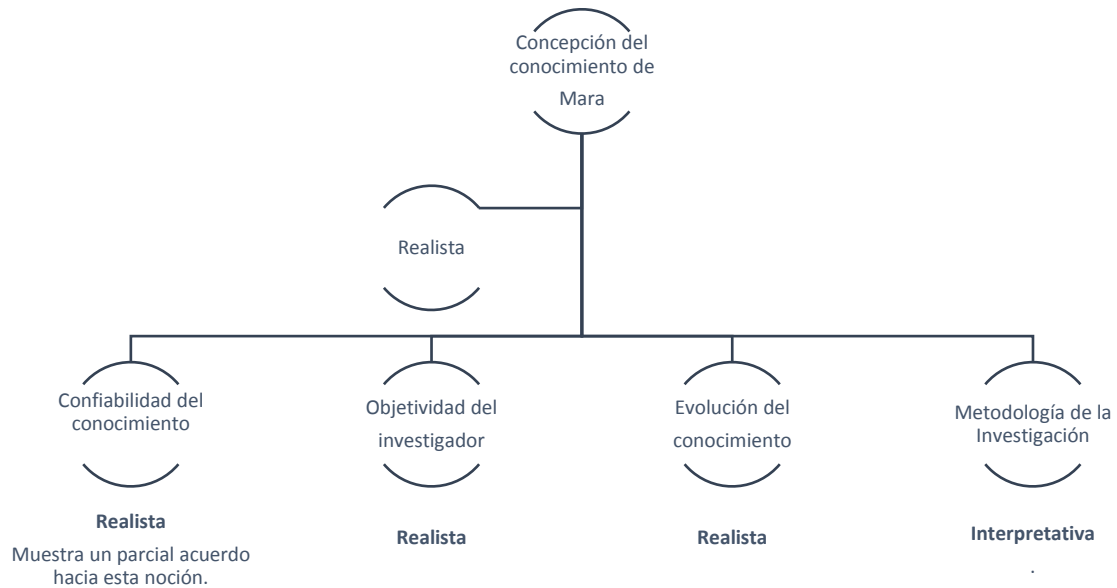 Concepción del
conocimiento de
Mara
Realista
Confiabilidad del
conocimiento
Objetividad del
investigador
Evolución del
conocimiento
Metodología de la
Investigación
Realista
Muestra un parcial acuerdo
hacia esta noción.
Realista
Realista
Interpretativa
.